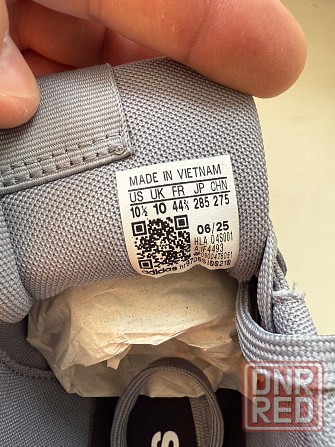 MADE IN VIETNAM
US UK FR JP CHN
10½ 10 44⅔ 285 275
06/25
HLA 04S001
adidas
S
DNR
RED